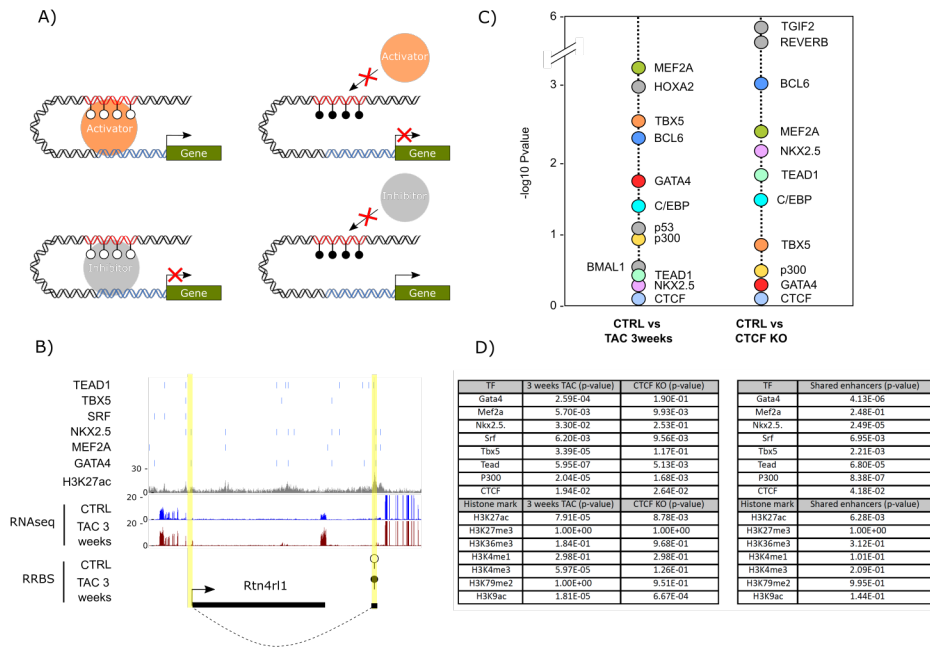 A)
Activator
Gene
Activator
Gene
Inhibitor
Gene
Inhibitor
Gene
B)
TEAD1
TBX5
SRF
NKX2.5
MEF2A
GATA4
30
H3K27ac
0
20
RNAseq
CTRL
0
20
TAC 3
weeks
0
RRBS
CTRL
TAC 3
weeks
Rtn4rl1
C)
-log10 Pvalue
6
3
2
1
0
MEF2A
HOXA2
TBX5
BCL6
GATA4
C/EBP
p53
p300
BMAL1
TEAD1
NKX2.5
CTCF
CTRL vs
TAC 3weeks
TGIF2
REVERB
BCL6
MEF2A
NKX2.5
TEAD1
C/EBP
TBX5
p300
GATA4
CTCF
CTRL vs
CTCF KO
D)
TF 3 weeks TAC (p-value) CTCF KO (p-value)
Gata4 2.59E-04 1.90E-01
Mef2a 5.70E-03 9.93E-03
Nkx2.5. 3.30E-02 2.53E-01
Srf 6.20E-03 9.56E-03
Tbx5 3.39E-05 1.17E-01
Tead 5.95E-07 5.13E-03
P300 2.04E-05 1.68E-03
CTCF 1.94E-02 2.64E-02
Histone mark 3 weeks TAC (p-value) CTCF KO (p-value)
H3K27ac 7.91E-05 8.78E-03
H3K27me3 1.00E+00 1.00E+00
H3K36me3 1.84E-01 9.68E-01
H3K4me1 2.98E-01 2.98E-01
H3K4me3 5.97E-05 1.26E-01
H3K79me2 1.00E+00 9.51E-01
H3K9ac 1.81E-05 6.67E-04
TF Shared enhancers (p-value)
Gata4 4.13E-06
Mef2a 2.48E-01
Nkx2.5. 2.49E-05
Srf 6.95E-03
Tbx5 2.21E-03
Tead 6.80E-05
P300 8.38E-07
CTCF 4.18E-02
Histone mark Shared enhancers (p-value)
H3K27ac 6.28E-03
H3K27me3 1.00E+00
H3K36me3 3.12E-01
H3K4me1 1.01E-01
H3K4me3 2.09E-01
H3K79me2 9.95E-01
H3K9ac 1.44E-01